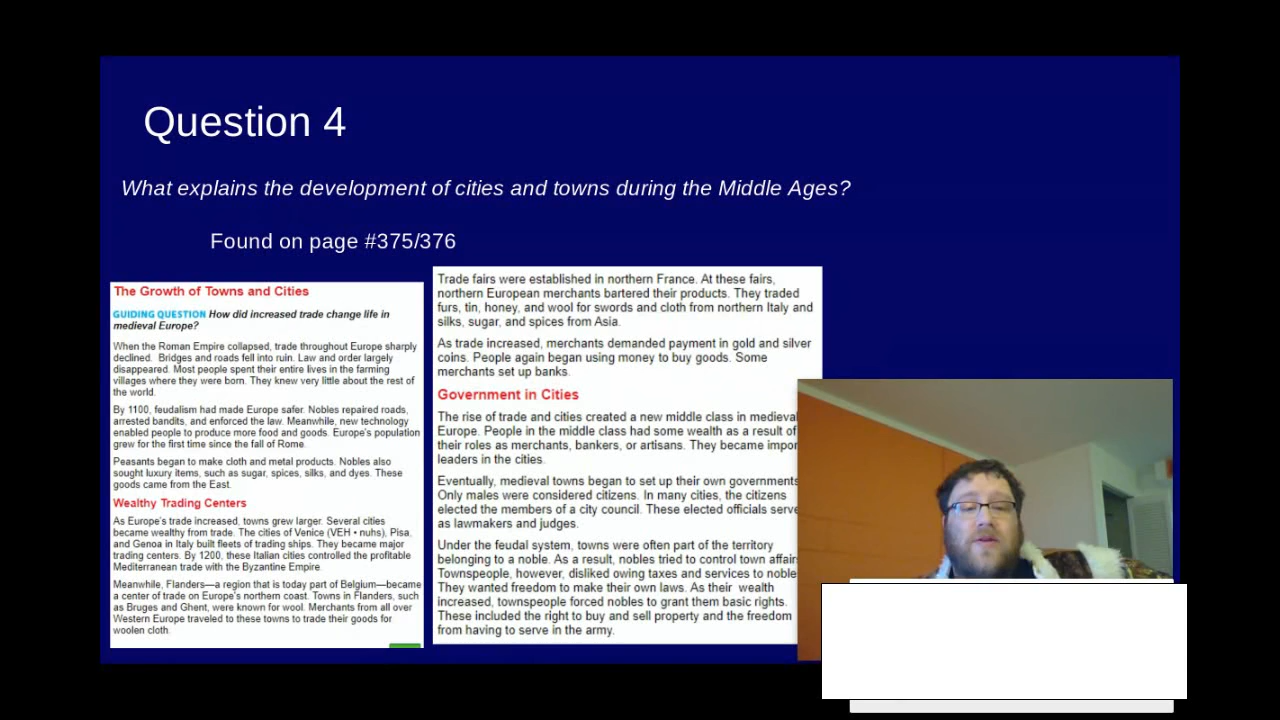 Question 4
What explains the development of cities and towns during the Middle Ages?
Found on page #375/376
The Growth of Towns and Cities
GUIDING QUESTION How did increased trade change life in
medieval Europe?
When the Roman Empire collapsed, trade throughout Europe sharply
declined. Bridges and roads fell into ruin. Law and order largely
disappeared. Most people spent their entire lives in the farming
villages where they were born. They knew very little about the rest of
the world.
By 1100, feudalism had made Europe safer. Nobles repaired roads,
arrested bandits, and enforced the law. Meanwhile, new technology
enabled people to produce more food and goods. Europe's population
grew for the first time since the fall of Rome.
Peasants began to make cloth and metal products. Nobles also
sought luxury items, such as sugar, spices, silks, and dyes. These
goods came from the East.
Wealthy Trading Centers
As Europe's trade increased, towns grew larger. Several cities
became wealthy from trade. The cities of Venice (VEH • nuhs), Pisa,
and Genoa in Italy built fleets of trading ships. They became major
trading centers. By 1200, these Italian cities controlled the profitable
Mediterranean trade with the Byzantine Empire.
Meanwhile, Flanders—a region that is today part of Belgium—became
a center of trade on Europe's northern coast. Towns in Flanders, such
as Bruges and Ghent, were known for wool. Merchants from all over
Western Europe traveled to these towns to trade their goods for
woolen cloth.
Trade fairs were established in northern France. At these fairs,
northern European merchants bartered their products. They traded
furs, tin, honey, and wool for swords and cloth from northern Italy and
silks, sugar, and spices from Asia.
As trade increased, merchants demanded payment in gold and silver
coins. People again began using money to buy goods. Some
merchants set up banks.
Government in Cities
The rise of trade and cities created a new middle class in medieval
Europe. People in the middle class had some wealth as a result of
their roles as merchants, bankers, or artisans. They became impor
leaders in the cities.
Eventually, medieval towns began to set up their own governments
Only males were considered citizens. In many cities, the citizens
elected the members of a city council. These elected officials serve
as lawmakers and judges.
Under the feudal system, towns were often part of the territory
belonging to a noble. As a result, nobles tried to control town affair
Townspeople, however, disliked owing taxes and services to noble
They wanted freedom to make their own laws. As their wealth
increased, townspeople forced nobles to grant them basic rights.
These included the right to buy and sell property and the freedom
from having to serve in the army.